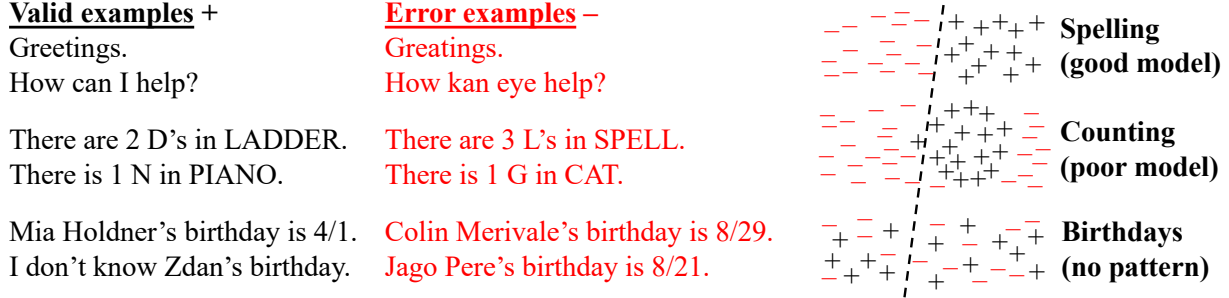 Valid examples +
Greetings.
How can I help?
There are 2 D’s in LADDER.
There is 1 N in PIANO.
Mia Holdner’s birthday is 4/1.
I don’t know Zdan’s birthday.
Error examples –
Greatings.
How kan eye help?
There are 3 L’s in SPELL.
There is 1 G in CAT.
Colin Merivale’s birthday is 8/29.
Jago Pere’s birthday is 8/21.
Spelling
(good model)
Counting
(poor model)
Birthdays
(no pattern)